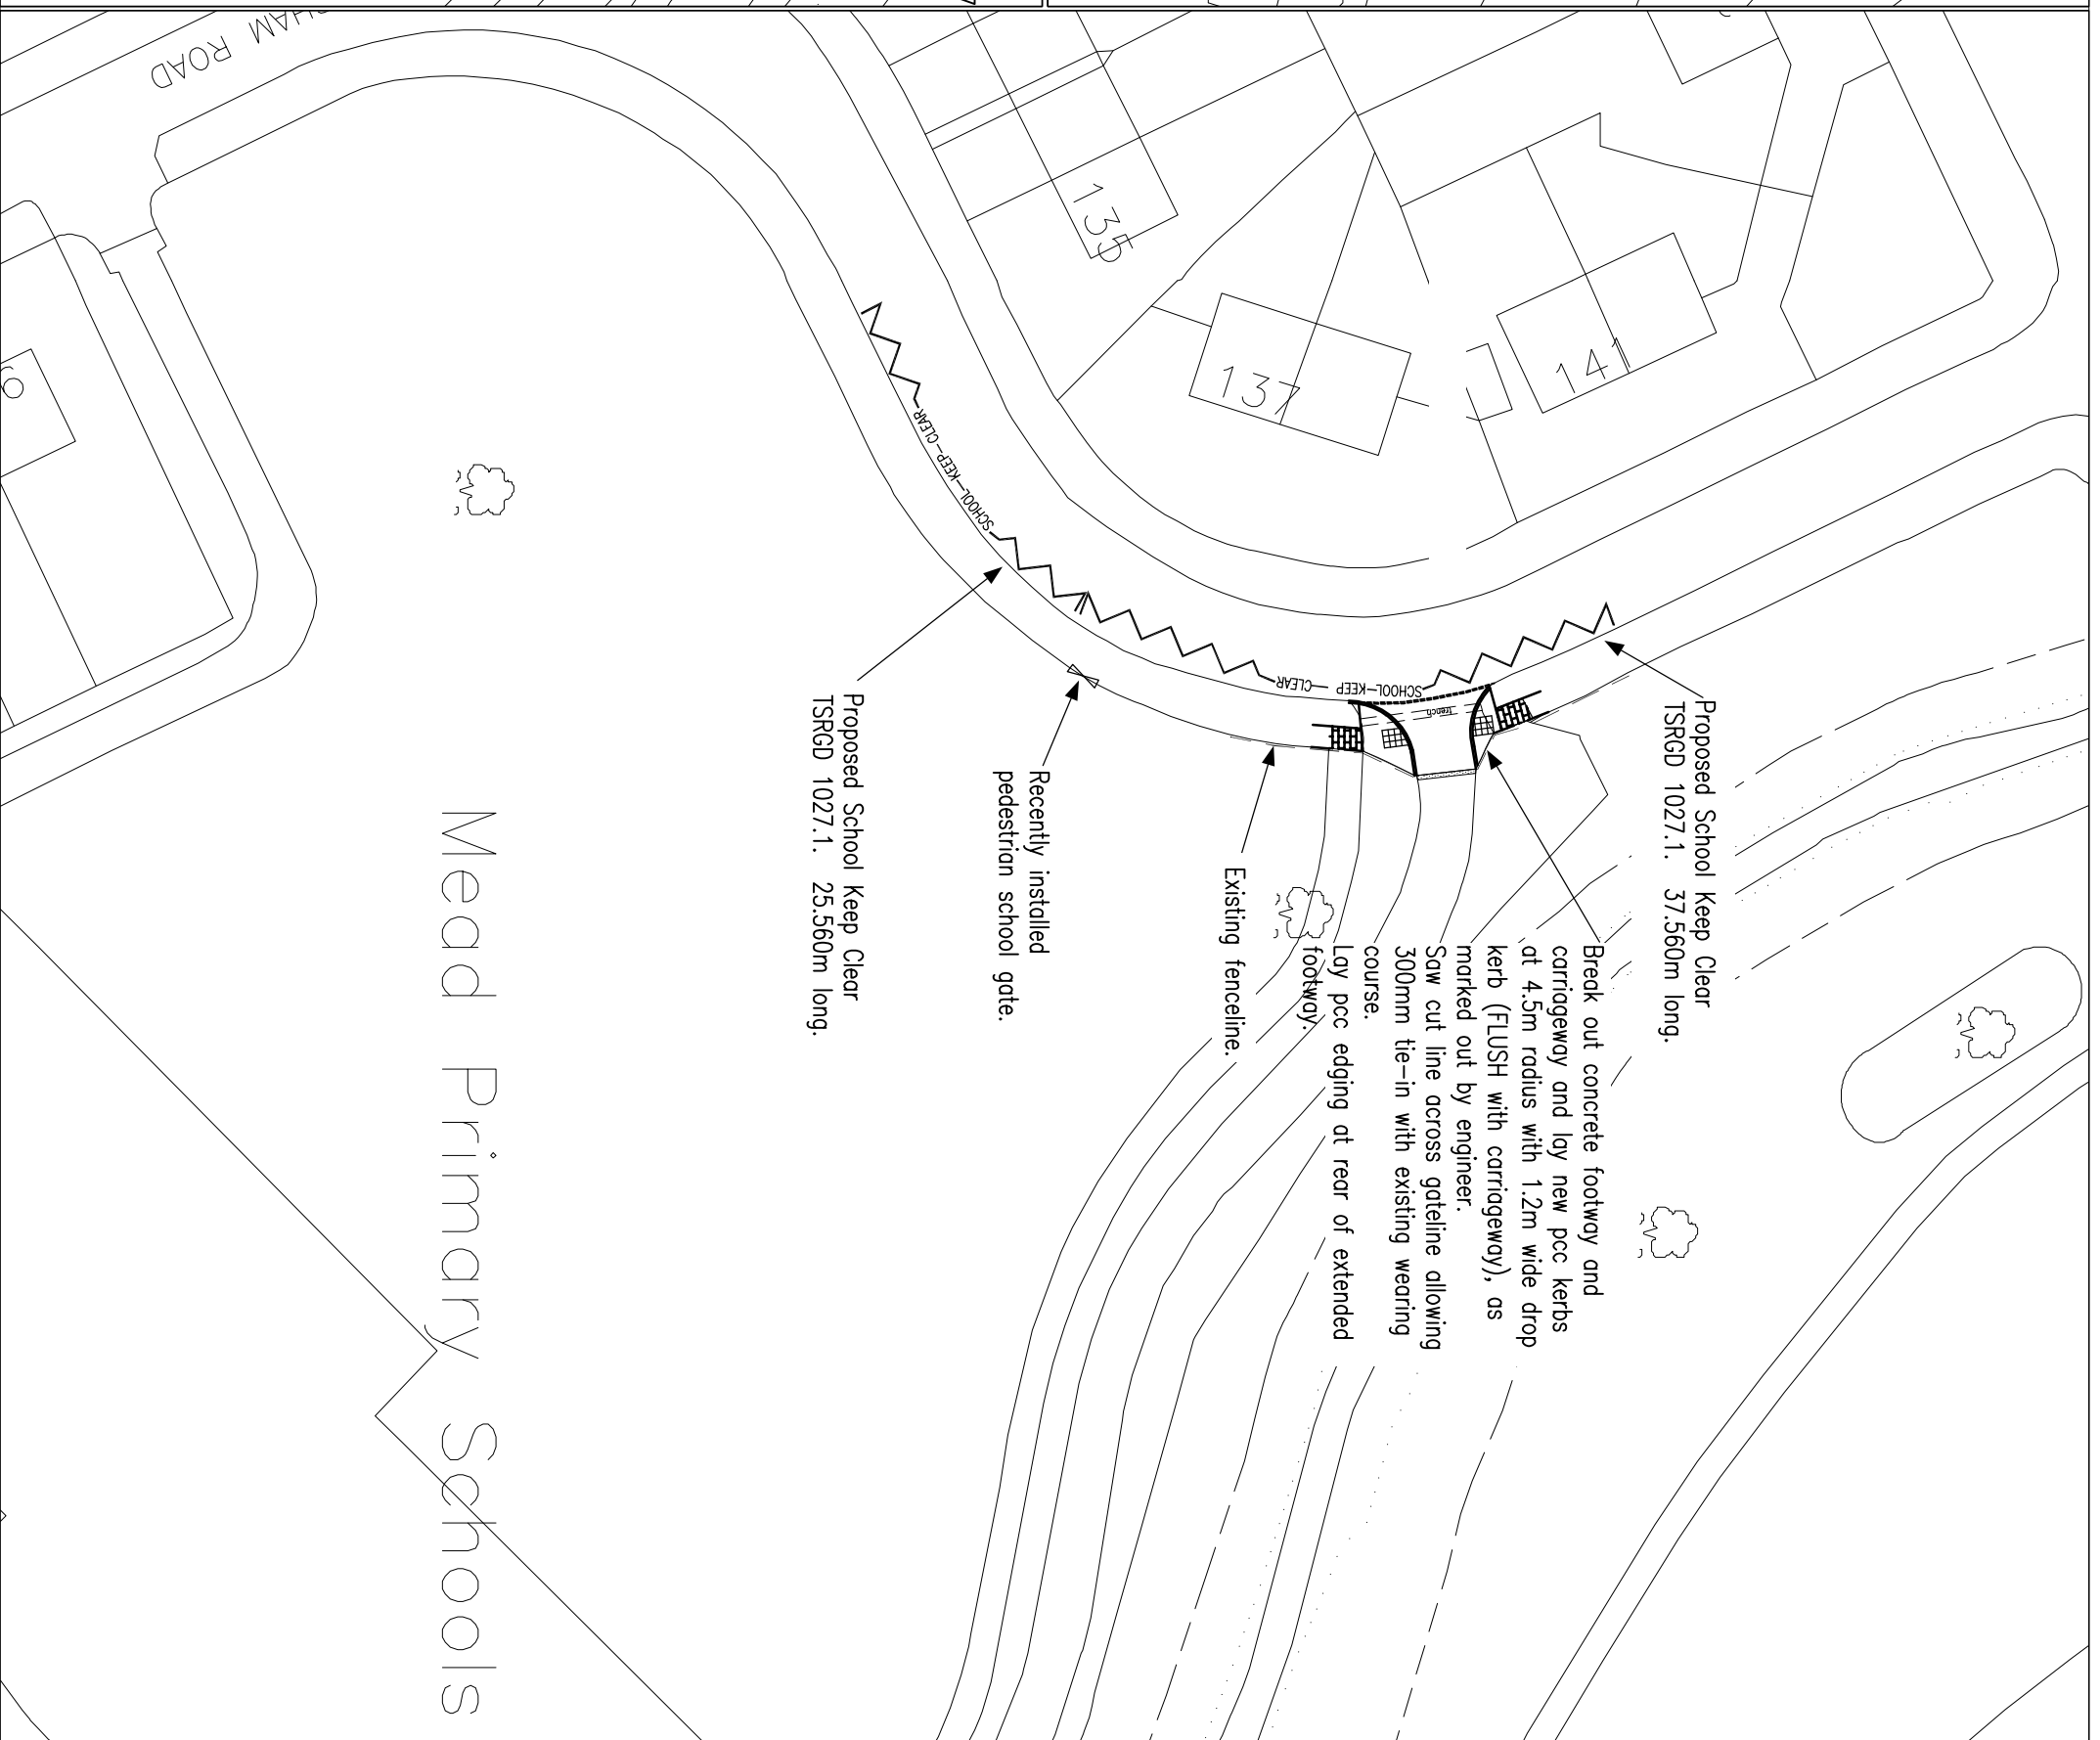 HAM ROAD
135
137
141
SCHOOL-KEEP-CLEAR
SCHOOL-KEEP-CLEAR
trench
Proposed School Keep Clear
TSRGD 1027.1. 37.560m long.
Break out concrete footway and
carriageway and lay new pcc kerbs
at 4.5m radius with 1.2m wide drop
kerb (FLUSH with carriageway), as
marked out by engineer.
Saw cut line across gateline allowing
300mm tie-in with existing wearing
course.
Lay pcc edging at rear of extended
footway.
Existing fenceline.
Recently installed
pedestrian school gate.
Proposed School Keep Clear
TSRGD 1027.1. 25.560m long.
Mead Primary Schools